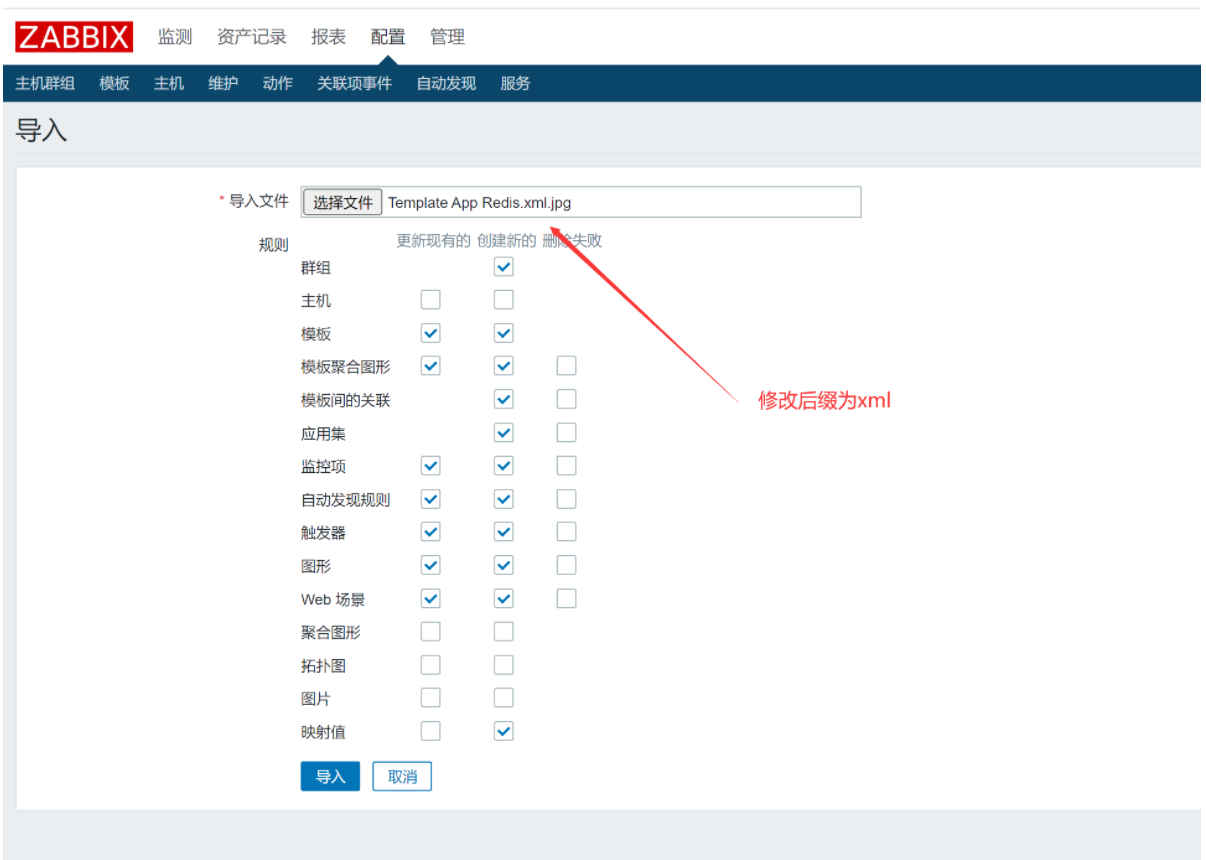 ZABBIX 监测 资产记录 报表 配置 管理
主机群组 模板 主机 维护 动作 关联项事件 自动发现 服务
导入
* 导入文件 选择文件 Template App Redis.xml.jpg
规则 更新现有的 创建新的 删除失败
群组
主机
模板
模板聚合图形
模板间的关联
修改后缀为xml
应用集
监控项
自动发现规则
触发器
图形
Web 场景
聚合图形
拓扑图
图片
映射值
导入 取消